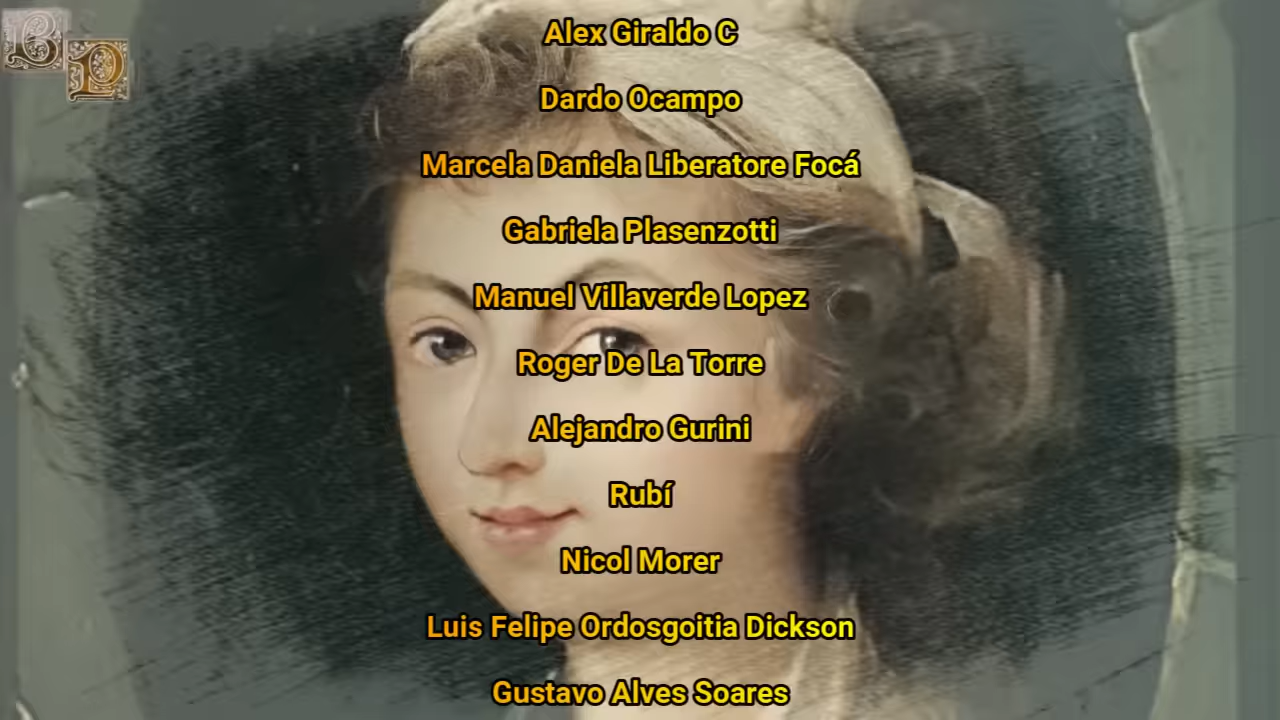 B
D
Alex Giraldo C
Dardo Ocampo
Marcela Daniela Liberatore Focá
Gabriela Plasenzotti
Manuel Villaverde Lopez
Roger De La Torre
Alejandro Gurini
Rubí
Nicol Morer
Luis Felipe Ordosgoitia Dickson
Gustavo Alves Soares